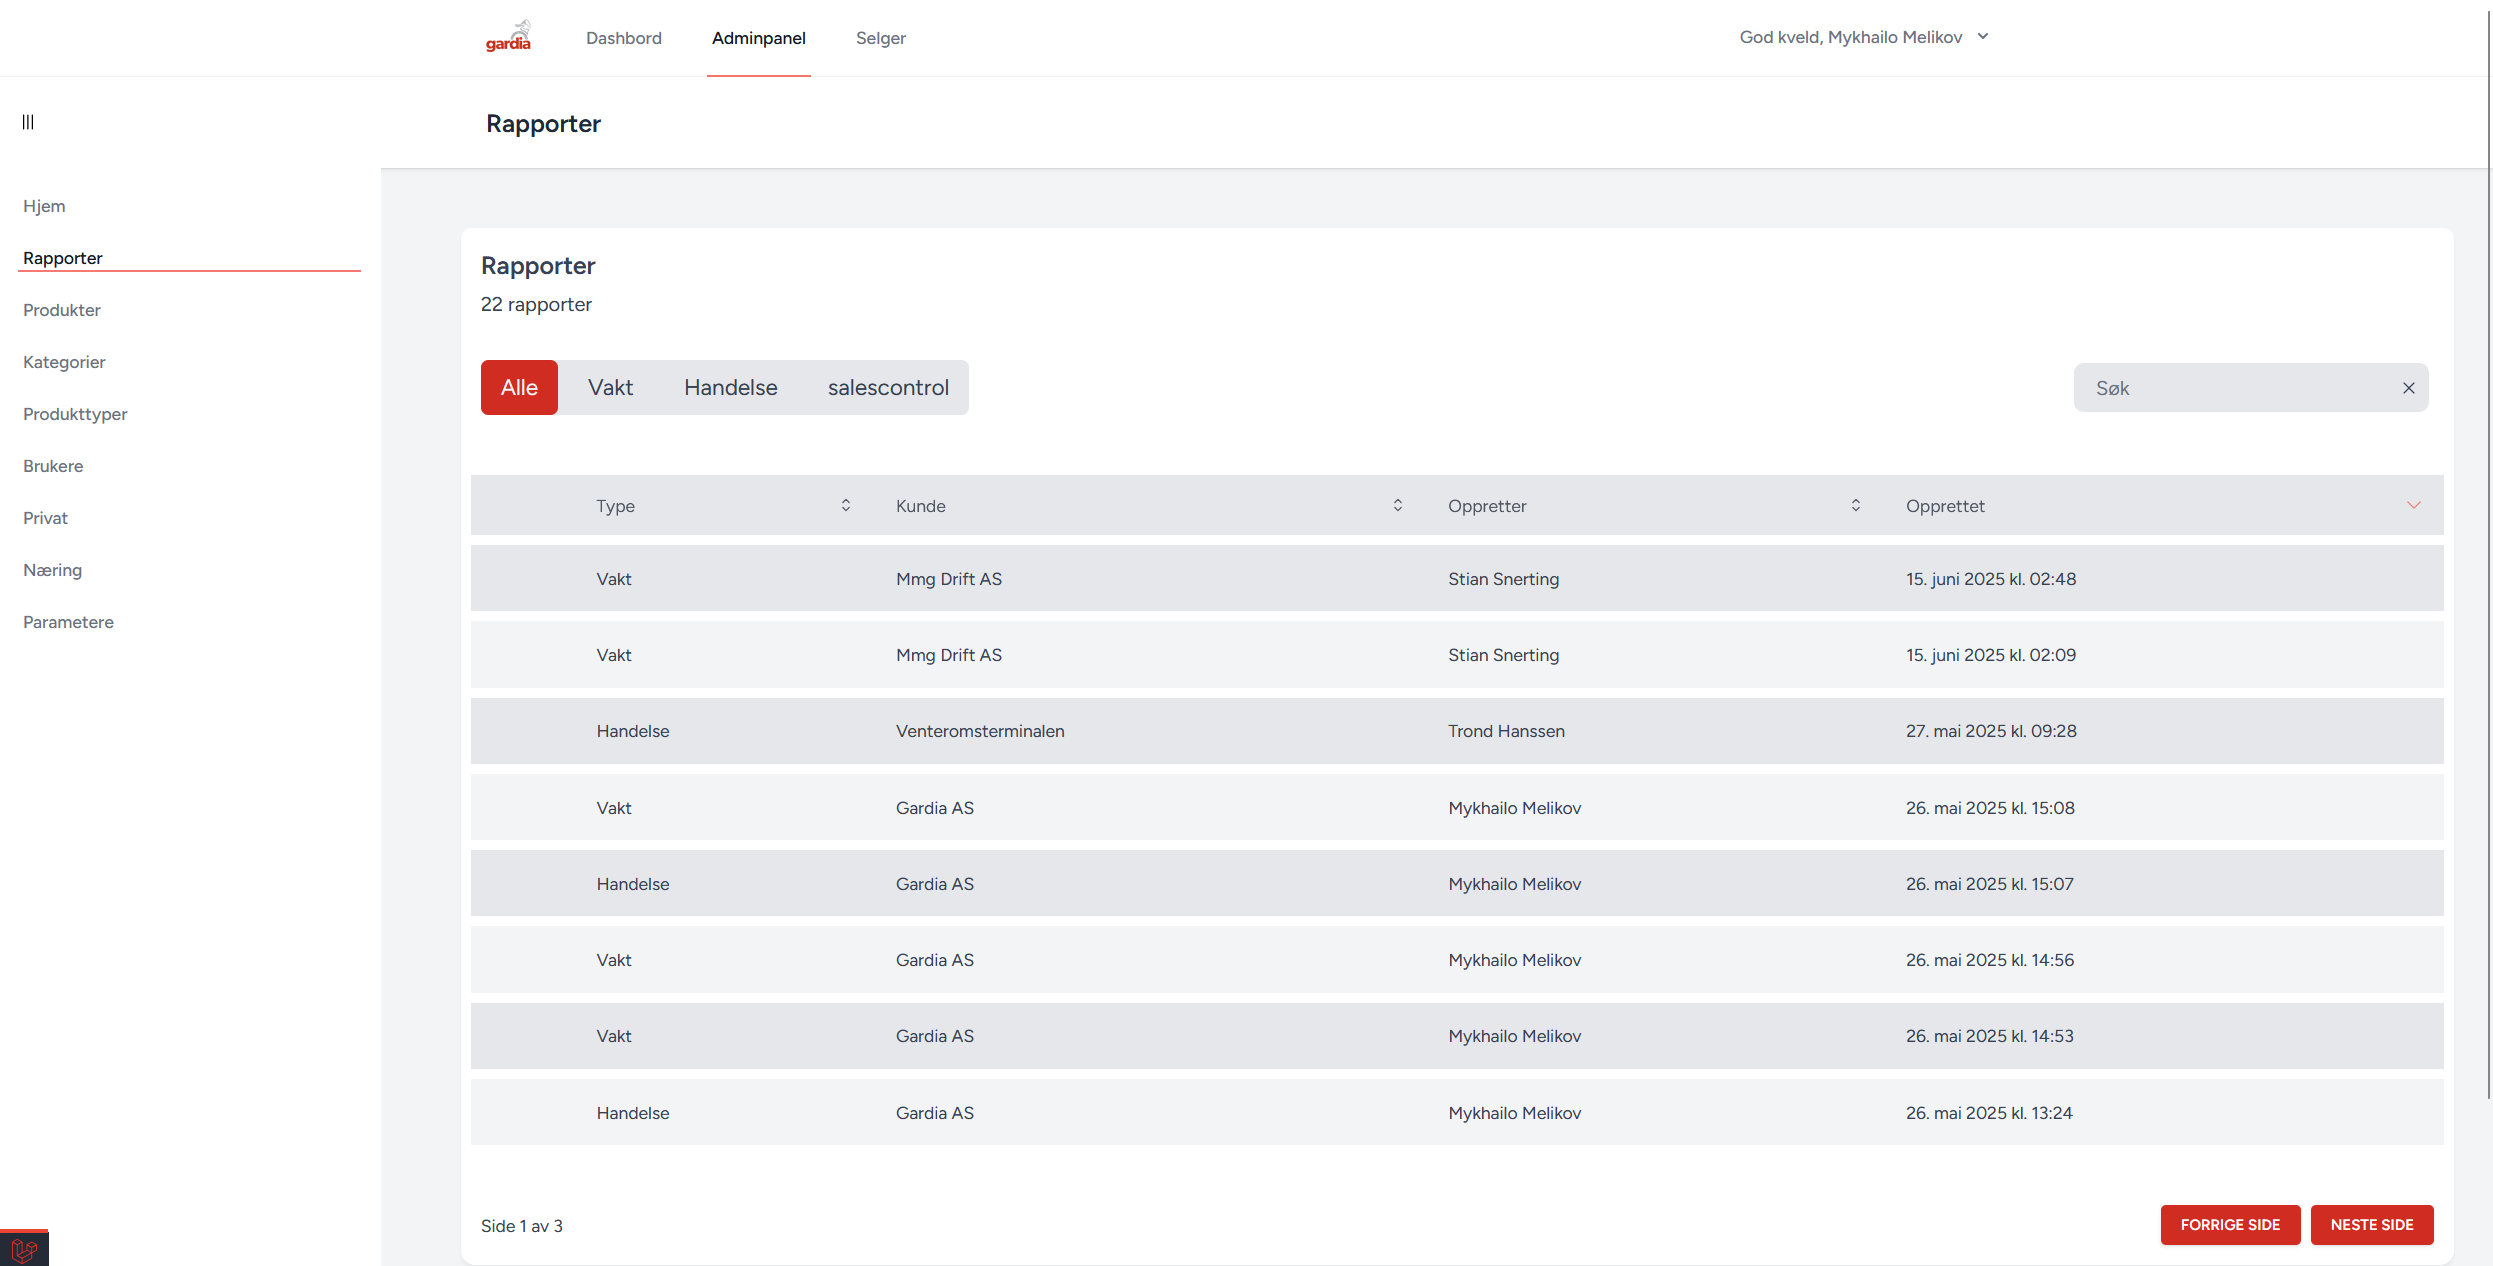 gardia Dashbord Adminpanel Selger God kveld, Mykhailo Melikov
Rapporter
Hjem
Rapporter
Produkter
Kategorier
Produkttyper
Brukere
Privat
Næring
Parametere
Rapporter
22 rapporter
Alle Vakt Handelse salescontrol Søk
Type Kunde Oppretter Opprettet
Vakt Mmg Drift AS Stian Snerting 15. juni 2025 kl. 02:48
Vakt Mmg Drift AS Stian Snerting 15. juni 2025 kl. 02:09
Handelse Venteromsterminalen Trond Hanssen 27. mai 2025 kl. 09:28
Vakt Gardia AS Mykhailo Melikov 26. mai 2025 kl. 15:08
Handelse Gardia AS Mykhailo Melikov 26. mai 2025 kl. 15:07
Vakt Gardia AS Mykhailo Melikov 26. mai 2025 kl. 14:56
Vakt Gardia AS Mykhailo Melikov 26. mai 2025 kl. 14:53
Handelse Gardia AS Mykhailo Melikov 26. mai 2025 kl. 13:24
Side 1 av 3 FORRIGE SIDE NESTE SIDE